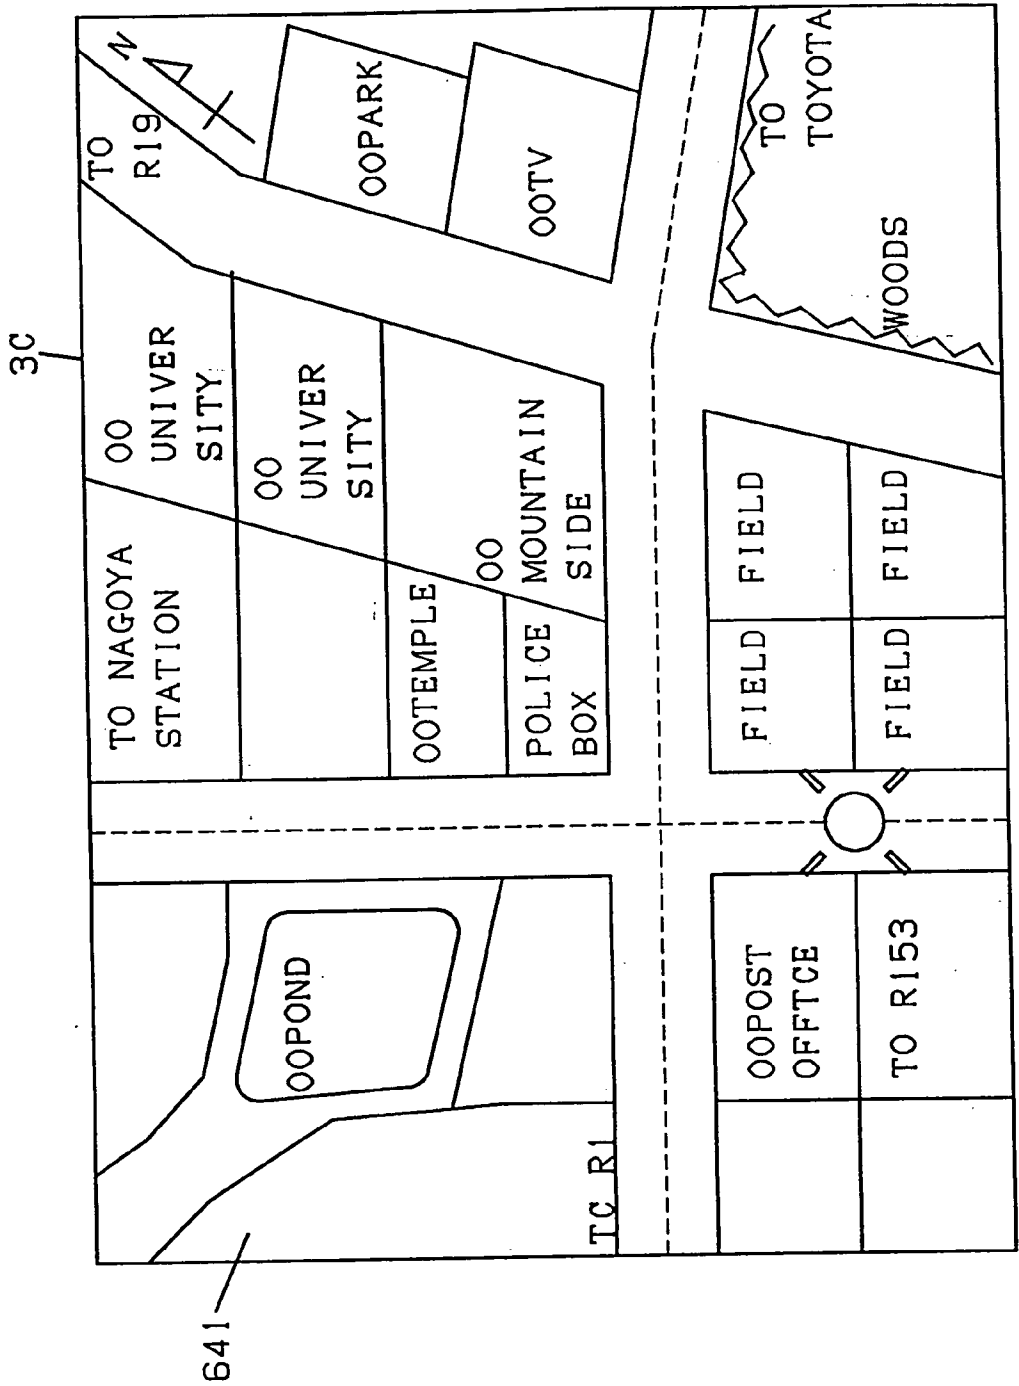 3C
641
TO NAGOYA
STATION
OO
UNIVER
SITY
TO
R19
N
OO
UNIVER
SITY
OOPOND
OOPARK
OOTEMPLE
OO
MOUNTAIN
SIDE
OOTV
POLICE
BOX
TC R1
OOPOST
OFFTCE
FIELD
FIELD
TO
TOYOTA
TO R153
FIELD
FIELD
WOODS